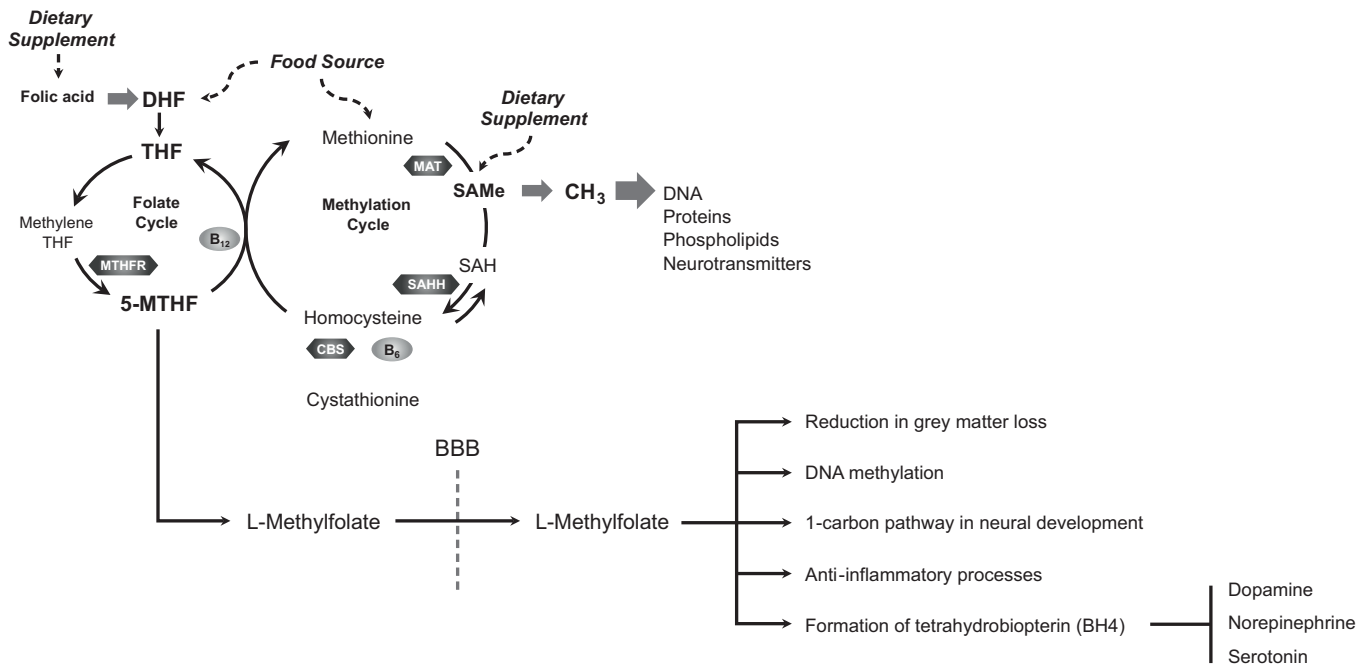 Dietary
Supplement
Folic acid
DHF
Food Source
THF
Methionine
Dietary
Supplement
MAT
SAMe
CH3
DNA
Proteins
Phospholipids
Neurotransmitters
Methylene
THF
Folate
Cycle
Methylation
Cycle
B12
MTHFR
SAH
SAHH
5-MTHF
Homocysteine
CBS
B6
Cystathionine
BBB
L-Methylfolate
L-Methylfolate
Reduction in grey matter loss
DNA methylation
1-carbon pathway in neural development
Anti-inflammatory processes
Formation of tetrahydrobiopterin (BH4)
Dopamine
Norepinephrine
Serotonin